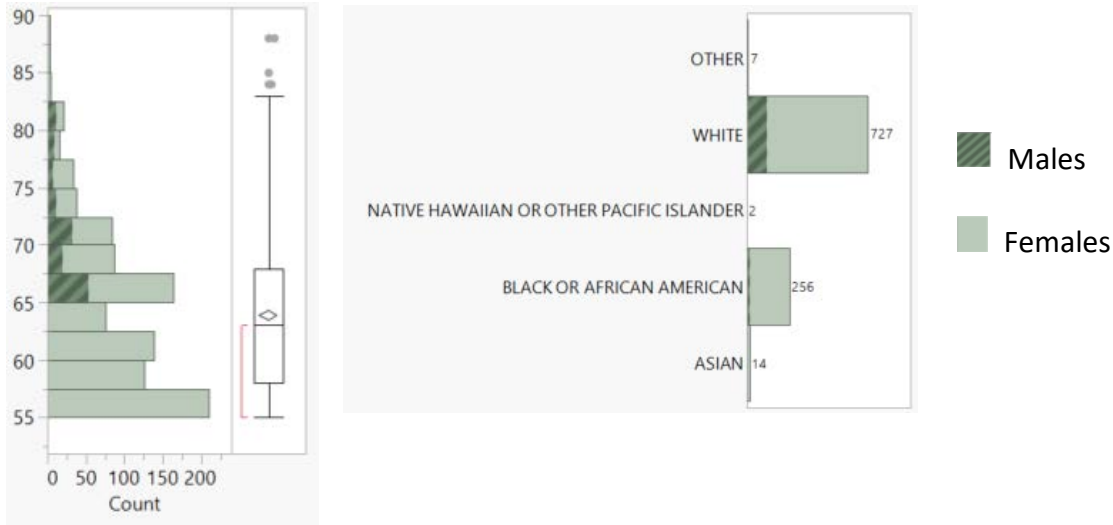 90
85
80
75
70
65
60
55
0 50 100 150 200
Count
OTHER 7
WHITE 727
NATIVE HAWAIIAN OR OTHER PACIFIC ISLANDER 2
BLACK OR AFRICAN AMERICAN 256
ASIAN 14
Males
Females